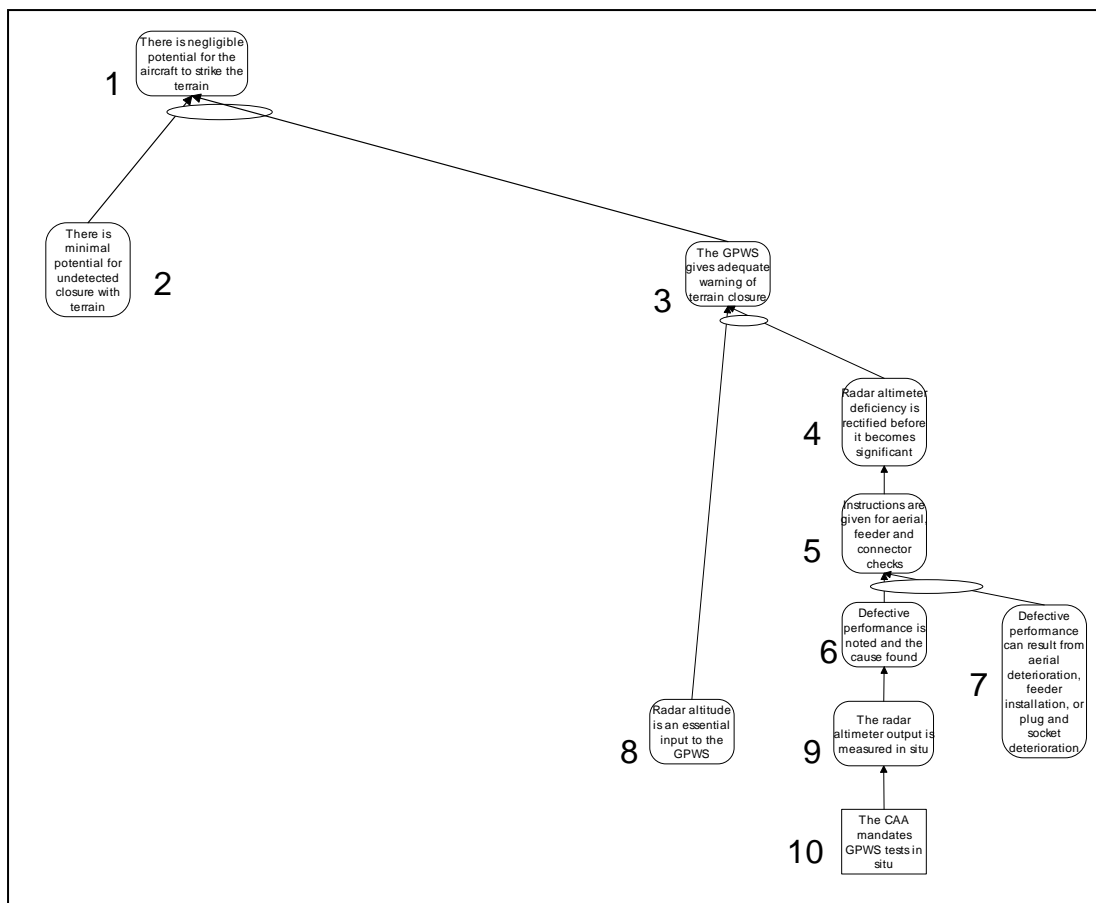 There is negligible
potential for the
aircraft to strike the
terrain
1
There is
minimal
potential for
undetected
closure with
terrain
2
The GPWS
gives adequate
warning of
terrain closure
3
Radar altimeter
deficiency is
rectified before
it becomes
significant
4
Instructions are
given for aerial,
feeder and
connector
checks
5
Defective
performance is
noted and the
cause found
6
Defective
performance
can result from
aerial
deterioration,
feeder
installation, or
plug and
socket
deterioration
7
Radar altitude
is an essential
input to the
GPWS
8
The radar
altimeter output is
measured in situ
9
The CAA
mandates
GPWS tests in
situ
10